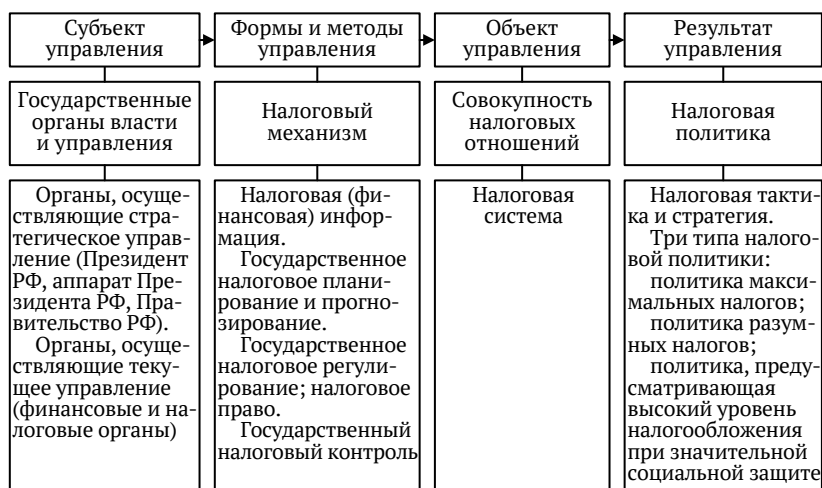 Субъект
управления
Формы и методы
управления
Объект
управления
Результат
управления
Государственные
органы власти
и управления
Налоговый
механизм
Совокупность
налоговых
отношений
Налоговая
политика
Органы, осуще-
ствляющие стра-
тегическое управ-
ление (Президент
РФ, аппарат Пре-
зидента РФ, Пра-
вительство РФ).
Органы, осуще-
ствляющие теку-
щее управление
(финансовые и на-
логовые органы)
Налоговая (фи-
нансовая) инфор-
мация.
Государственное
налоговое плани-
рование и прогно-
зирование.
Государственное
налоговое регули-
рование; налоговое
право.
Государственный
налоговый контроль
Налоговая
система
Налоговая такти-
ка и стратегия.
Три типа налого-
вой политики:
политика макси-
мальных налогов;
политика разум-
ных налогов;
политика, преду-
сматривающая
высокий уровень
налогообложения
при значительной
социальной защите